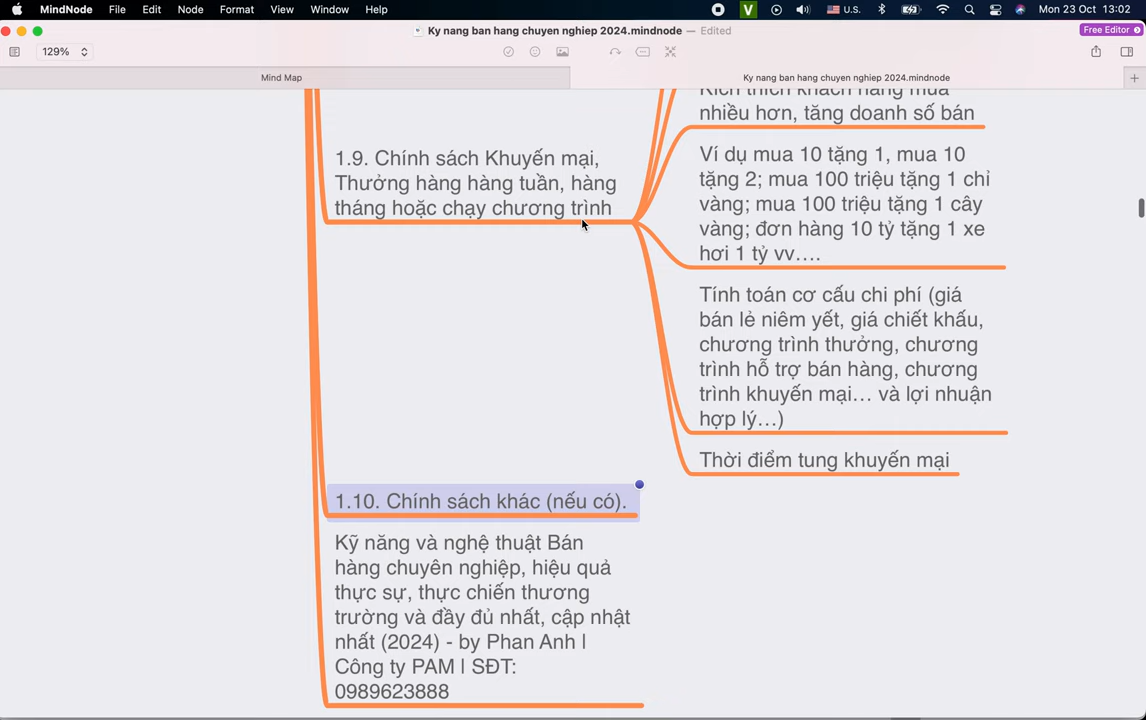 MindNode File Edit Node Format View Window Help
V U.S. Mon 23 Oct 13:02
Ky nang ban hang chuyen nghiep 2024.mindnode — Edited
Free Editor
129%
Mind Map
Ky nang ban hang chuyen nghiep 2024.mindnode
Kích thích khách hàng mua
nhiều hơn, tăng doanh số bán
1.9. Chính sách Khuyến mại,
Thưởng hàng hàng tuần, hàng
tháng hoặc chạy chương trình
Ví dụ mua 10 tặng 1, mua 10
tặng 2; mua 100 triệu tặng 1 chỉ
vàng; mua 100 triệu tặng 1 cây
vàng; đơn hàng 10 tỷ tặng 1 xe
hơi 1 tỷ vv....
Tính toán cơ cấu chi phí (giá
bán lẻ niêm yết, giá chiết khấu,
chương trình thưởng, chương
trình hỗ trợ bán hàng, chương
trình khuyến mại... và lợi nhuận
hợp lý...)
Thời điểm tung khuyến mại
1.10. Chính sách khác (nếu có).
Kỹ năng và nghệ thuật Bán
hàng chuyên nghiệp, hiệu quả
thực sự, thực chiến thương
trường và đầy đủ nhất, cập nhật
nhất (2024) - by Phan Anh |
Công ty PAM | SĐT:
0989623888